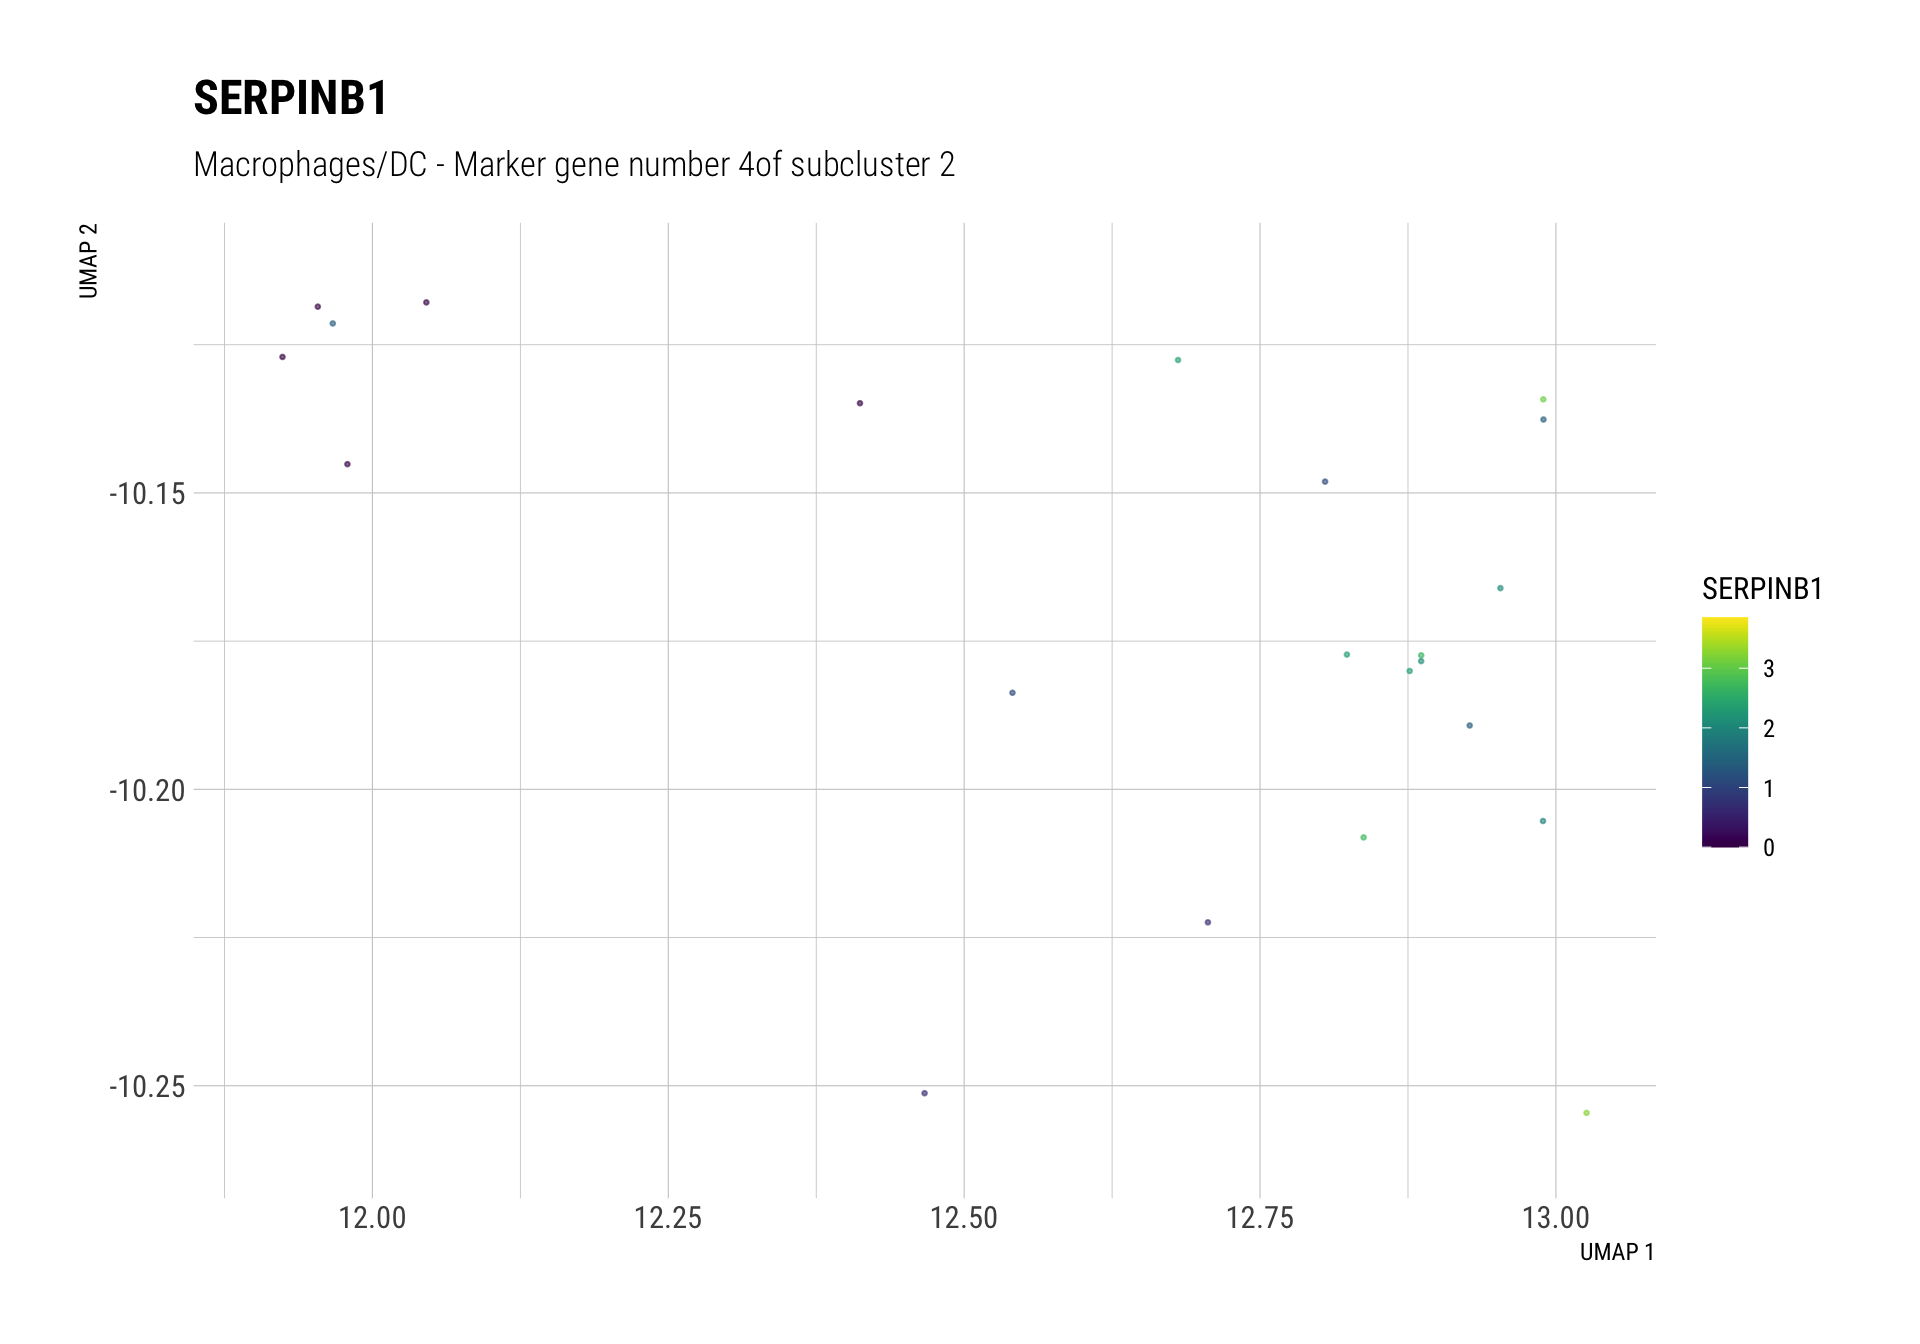 SERPINB1
Macrophages/DC - Marker gene number 4of subcluster 2
UMAP 2
-10.15
-10.20
-10.25
12.00
12.25
12.50
12.75
13.00
UMAP 1
SERPINB1
3
2
1
0